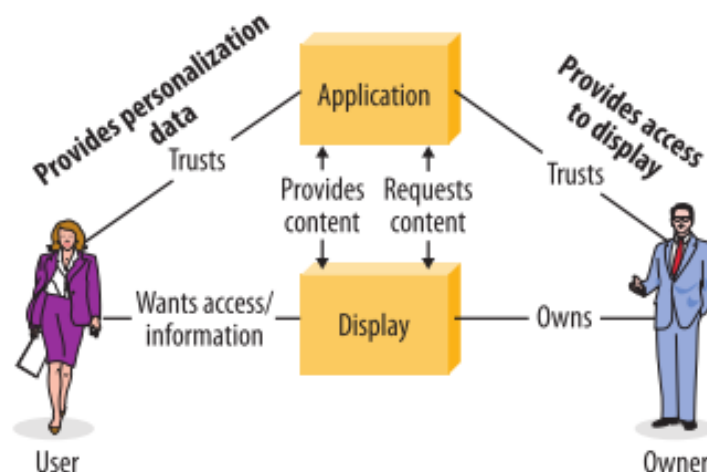 Provides personalization
data
Trusts
Application
Provides access
to display
Trusts
Provides
content
Requests
content
Wants access/
information
Display
Owns
User
Owner